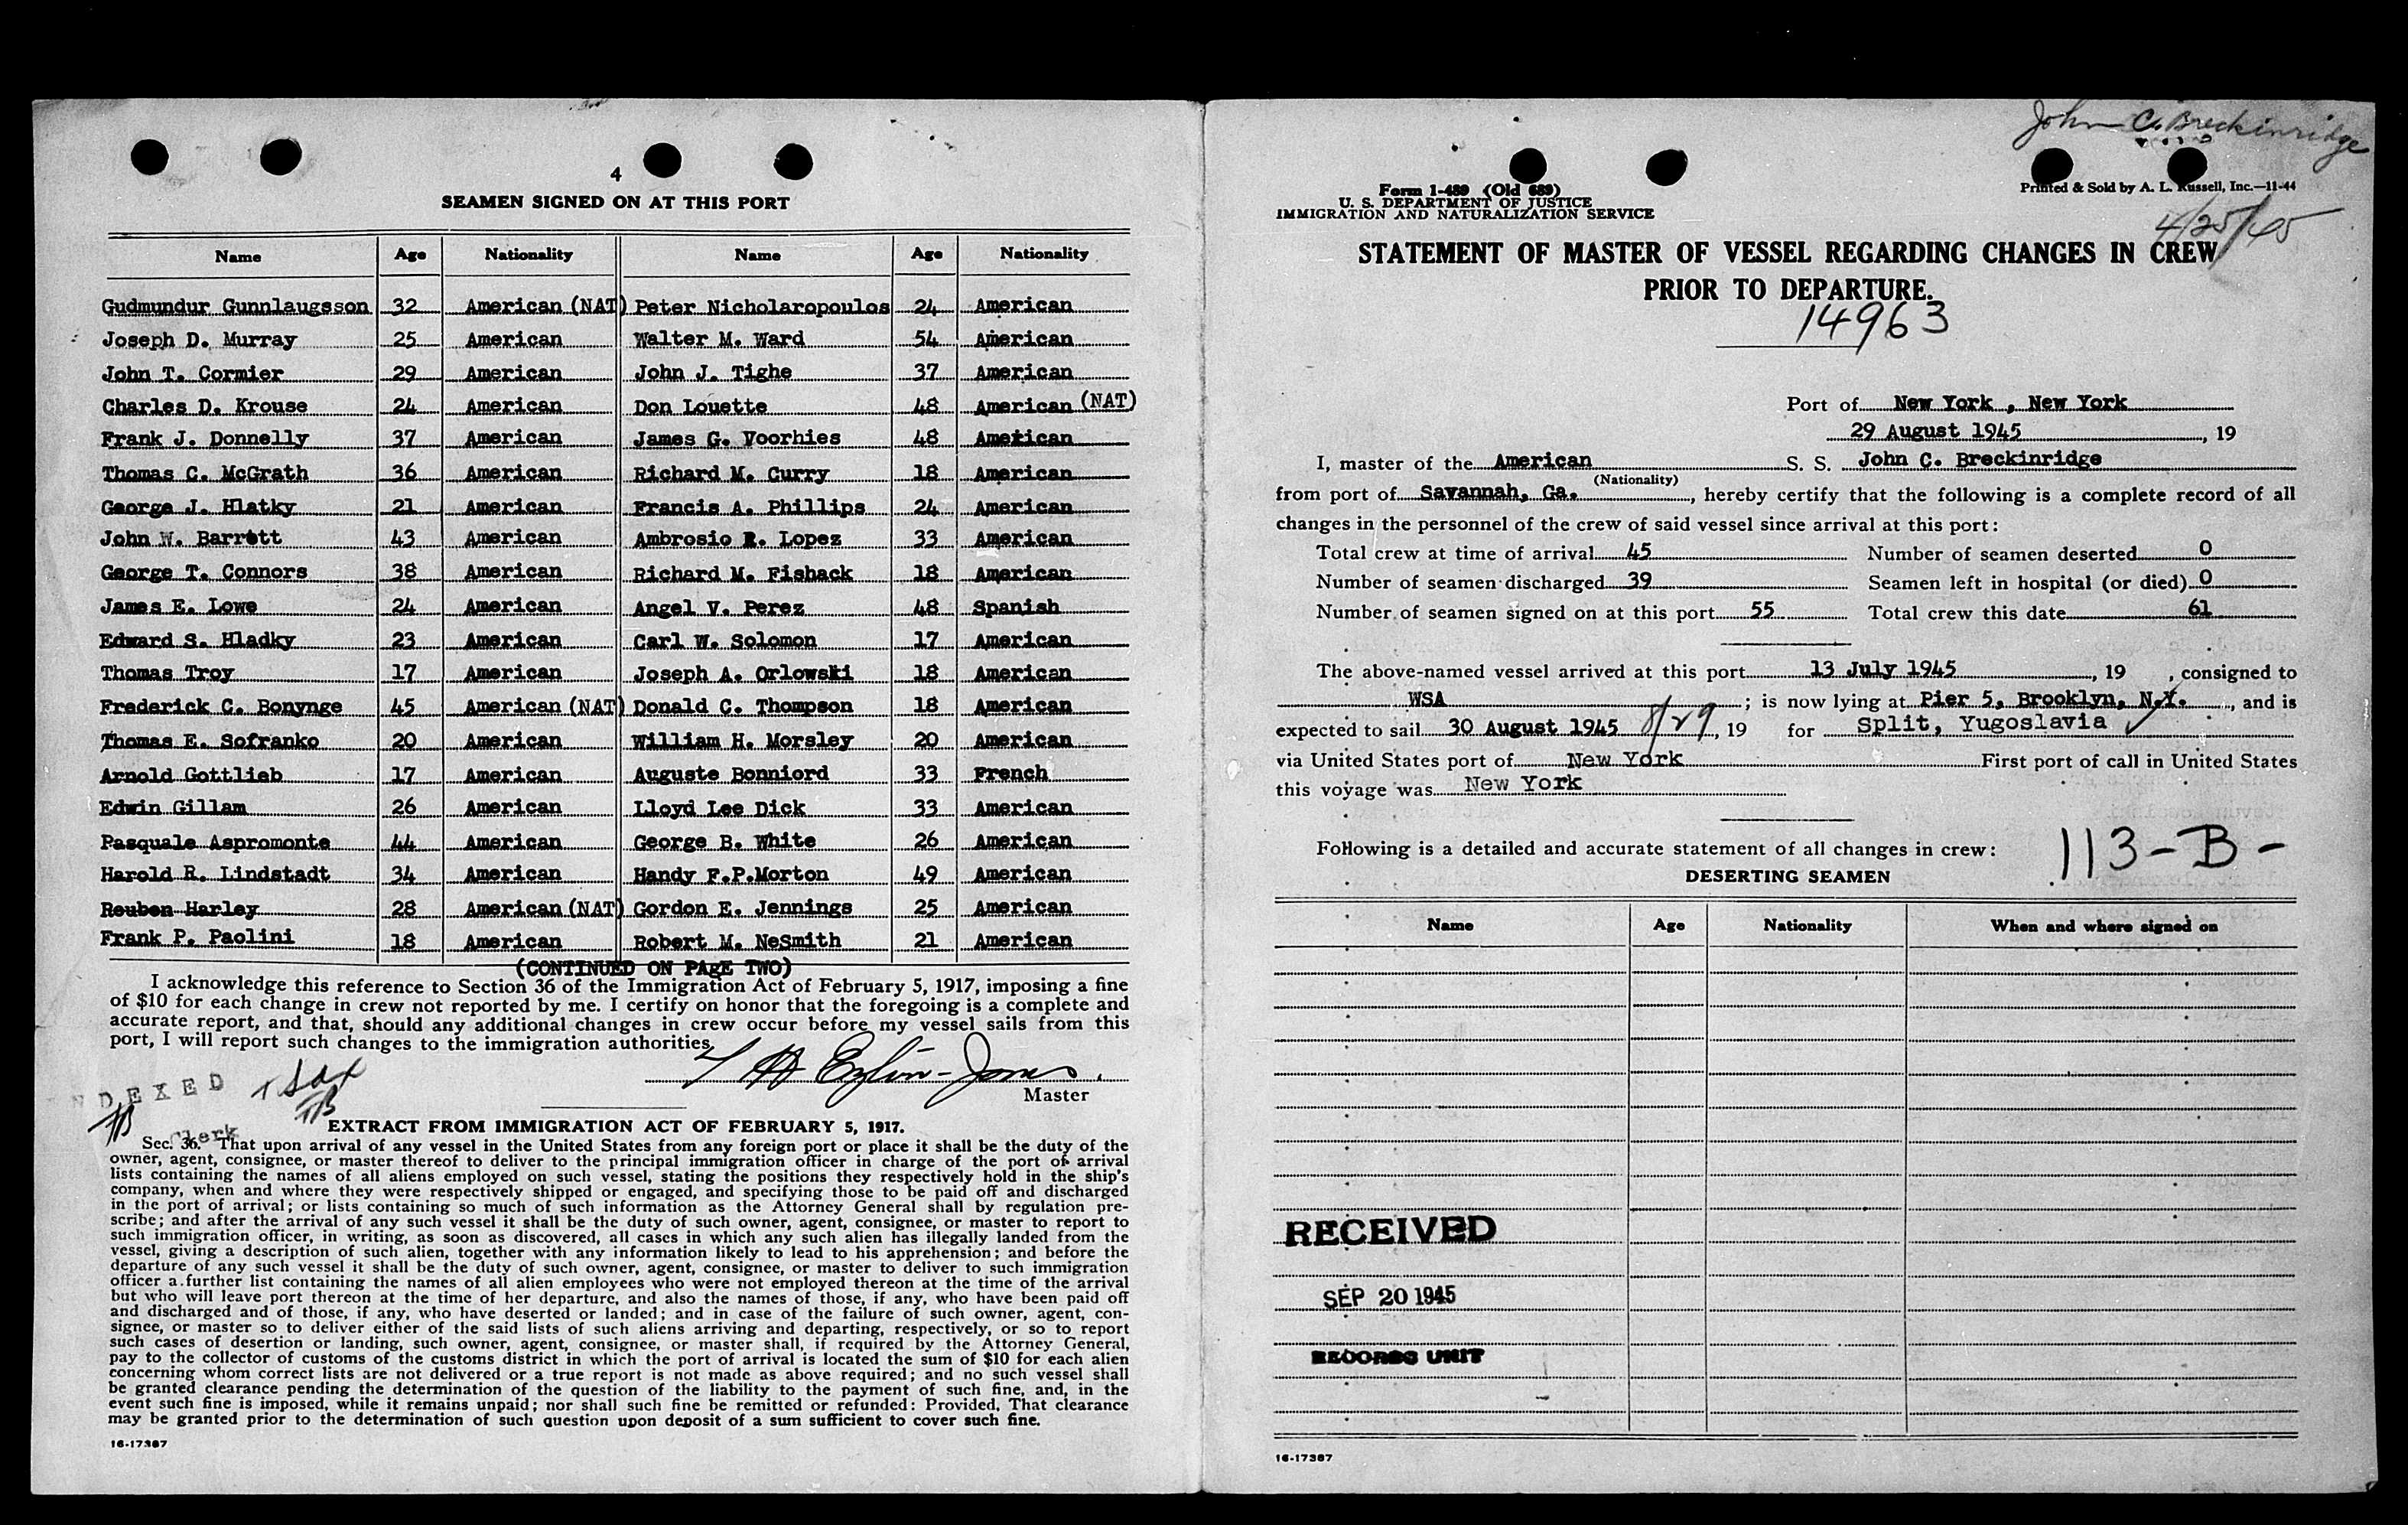 4
SEAMEN SIGNED ON AT THIS PORT
Name Age Nationality Name Age Nationality
Gudmundur Gunnlaugsson 32 American (NAT) Peter Nicholaropoulos 24 American
Joseph D. Murray 25 American Walter M. Ward 54 American
John T. Cormier 29 American John J. Tighe 37 American
Charles D. Krouse 24 American Don Louette 48 American (NAT)
Frank J. Donnelly 37 American James G. Voorhies 48 American
Thomas C. McGrath 36 American Richard M. Curry 18 American
George J. Hlatky 21 American Francis A. Phillips 24 American
John W. Barrett 43 American Ambrosio R. Lopez 33 American
George T. Connors 38 American Richard M. Fishack 18 American
James E. Lowe 24 American Angel V. Perez 48 Spanish
Edward S. Hladky 23 American Carl W. Solomon 17 American
Thomas Troy 17 American Joseph A. Orlowski 18 American
Frederick C. Bonynge 45 American (NAT) Donald C. Thompson 18 American
Thomas E. Sofranko 20 American William H. Morsley 20 American
Arnold Gottlieb 17 American Auguste Bonniord 33 French
Edwin Gillam 26 American Lloyd Lee Dick 33 American
Pasquale Aspromonte 44 American George B. White 26 American
Harold R. Lindstadt 34 American Handy F.P.Morton 49 American
Reuben Harley 28 American (NAT) Gordon E. Jennings 25 American
Frank P. Paolini 18 American Robert M. NeSmith 21 American
(CONTINUED ON PAgE TWO)
I acknowledge this reference to Section 36 of the Immigration Act of February 5, 1917, imposing a fine
of $10 for each change in crew not reported by me. I certify on honor that the foregoing is a complete and
accurate report, and that, should any additional changes in crew occur before my vessel sails from this
port, I will report such changes to the immigration authorities.
Master
NDEXED
Clerk
EXTRACT FROM IMMIGRATION ACT OF FEBRUARY 5, 1917.
Sec. 36. That upon arrival of any vessel in the United States from any foreign port or place it shall be the duty of the
owner, agent, consignee, or master thereof to deliver to the principal immigration officer in charge of the port of arrival
lists containing the names of all aliens employed on such vessel, stating the positions they respectively hold in the ship's
company, when and where they were respectively shipped or engaged, and specifying those to be paid off and discharged
in the port of arrival; or lists containing so much of such information as the Attorney General shall by regulation pre-
scribe; and after the arrival of any such vessel it shall be the duty of such owner, agent, consignee, or master to report to
such immigration officer, in writing, as soon as discovered, all cases in which any such alien has illegally landed from the
vessel, giving a description of such alien, together with any information likely to lead to his apprehension; and before the
departure of any such vessel it shall be the duty of such owner, agent, consignee, or master to deliver to such immigration
officer a further list containing the names of all alien employees who were not employed thereon at the time of the arrival
but who will leave port thereon at the time of her departure, and also the names of those, if any, who have been paid off
and discharged and of those, if any, who have deserted or landed; and in case of the failure of such owner, agent, con-
signee, or master so to deliver either of the said lists of such aliens arriving and departing, respectively, or so to report
such cases of desertion or landing, such owner, agent, consignee, or master shall, if required by the Attorney General,
pay to the collector of customs of the customs district in which the port of arrival is located the sum of $10 for each alien
concerning whom correct lists are not delivered or a true report is not made as above required; and no such vessel shall
be granted clearance pending the determination of the question of the liability to the payment of such fine, and, in the
event such fine is imposed, while it remains unpaid; nor shall such fine be remitted or refunded: Provided, That clearance
may be granted prior to the determination of such question upon deposit of a sum sufficient to cover such fine.
16-17387
John C. Breckinridge
Form 1-489 (Old 689)
U. S. DEPARTMENT OF JUSTICE
IMMIGRATION AND NATURALIZATION SERVICE
Printed & Sold by A. L. Russell, Inc.—11-44
4/25/45
STATEMENT OF MASTER OF VESSEL REGARDING CHANGES IN CREW
PRIOR TO DEPARTURE.
14963
Port of New York , New York
29 August 1945 , 19
I, master of the American S. S. John C. Breckinridge
(Nationality)
from port of Savannah, Ga. , hereby certify that the following is a complete record of all
changes in the personnel of the crew of said vessel since arrival at this port:
Total crew at time of arrival 45 Number of seamen deserted 0
Number of seamen discharged 39 Seamen left in hospital (or died) 0
Number of seamen signed on at this port 55 Total crew this date 61
The above-named vessel arrived at this port 13 July 1945 , 19 , consigned to
WSA ; is now lying at Pier 5, Brooklyn, N.Y. , and is
expected to sail 30 August 1945 8/29 , 19 for Split, Yugoslavia
via United States port of New York First port of call in United States
this voyage was New York
Following is a detailed and accurate statement of all changes in crew:
113-B-
DESERTING SEAMEN
Name Age Nationality When and where signed on
RECEIVED
SEP 20 1945
RECORDS UNIT
16-17387